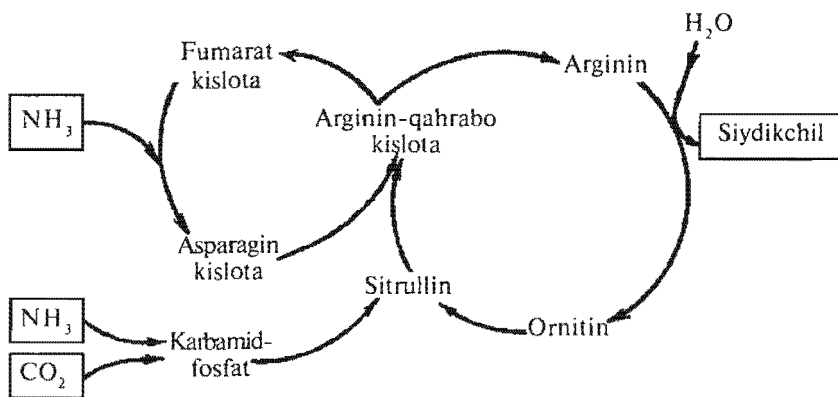 H₂O
Fumarat
kislota
Arginin
NH₃
Arginin-qahrabo
kislota
Siydikchil
Asparagin
kislota
Sitrullin
NH₃
Karbamid-
fosfat
Ornitin
CO₂